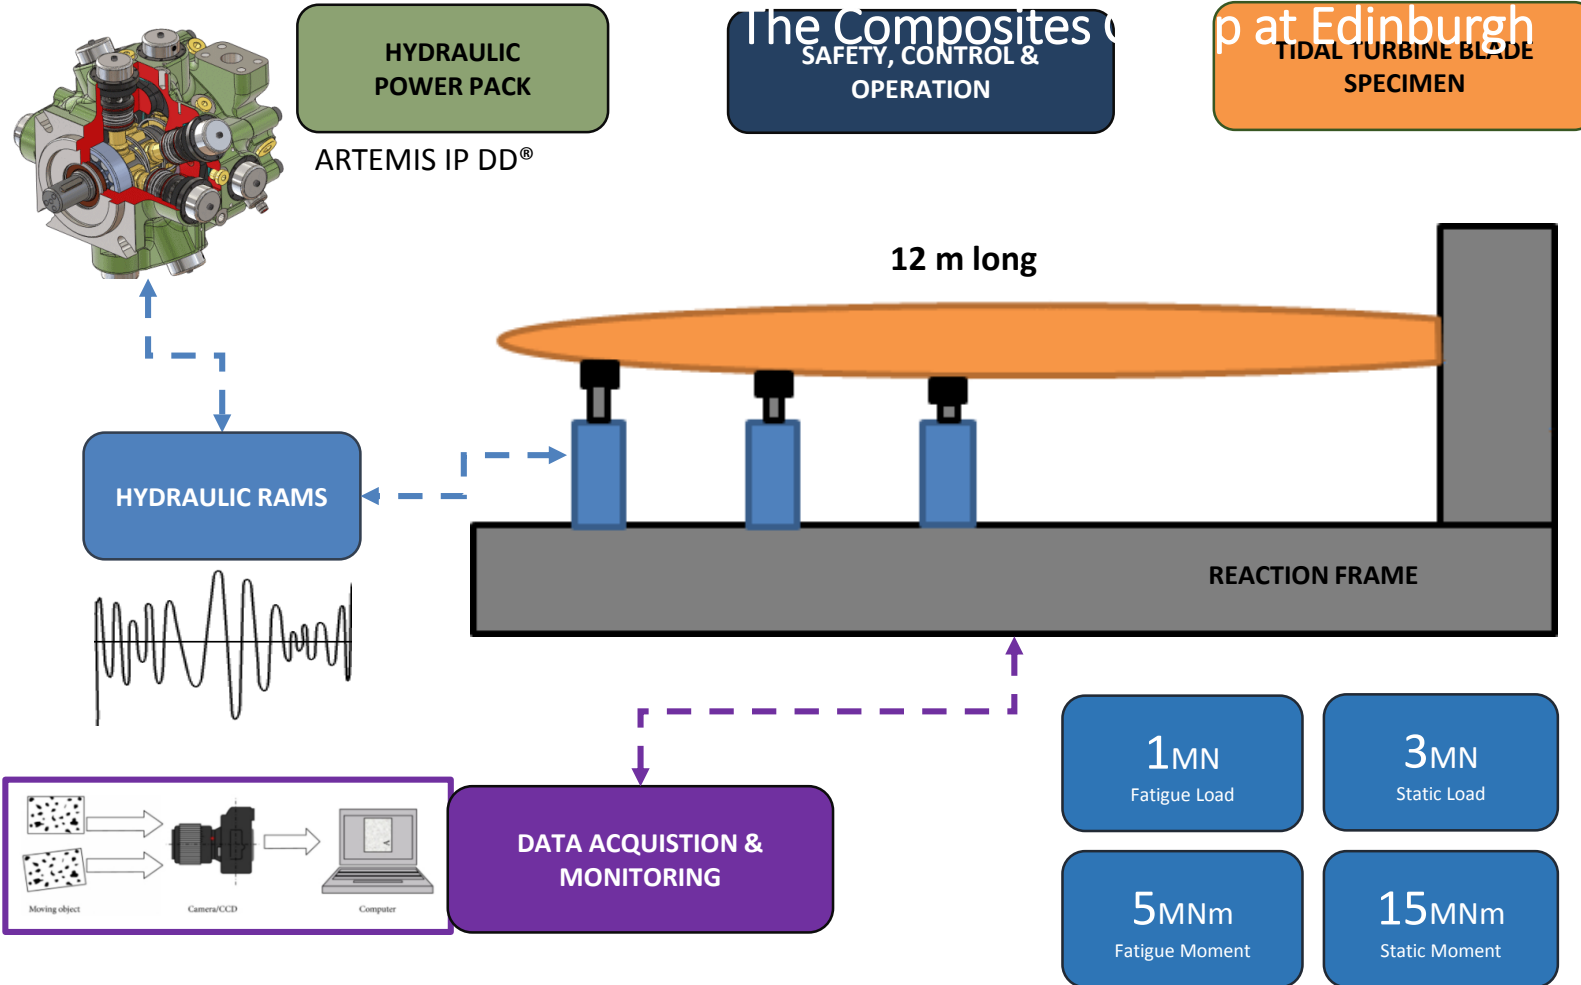 The Composites G p at Edinburgh
HYDRAULIC
POWER PACK
SAFETY, CONTROL &
OPERATION
TIDAL TURBINE BLADE
SPECIMEN
ARTEMIS IP DD®
12 m long
HYDRAULIC RAMS
REACTION FRAME
1MN
Fatigue Load
3MN
Static Load
DATA ACQUISTION &
MONITORING
Moving object
Camera/CCD
Computer
5MNm
Fatigue Moment
15MNm
Static Moment